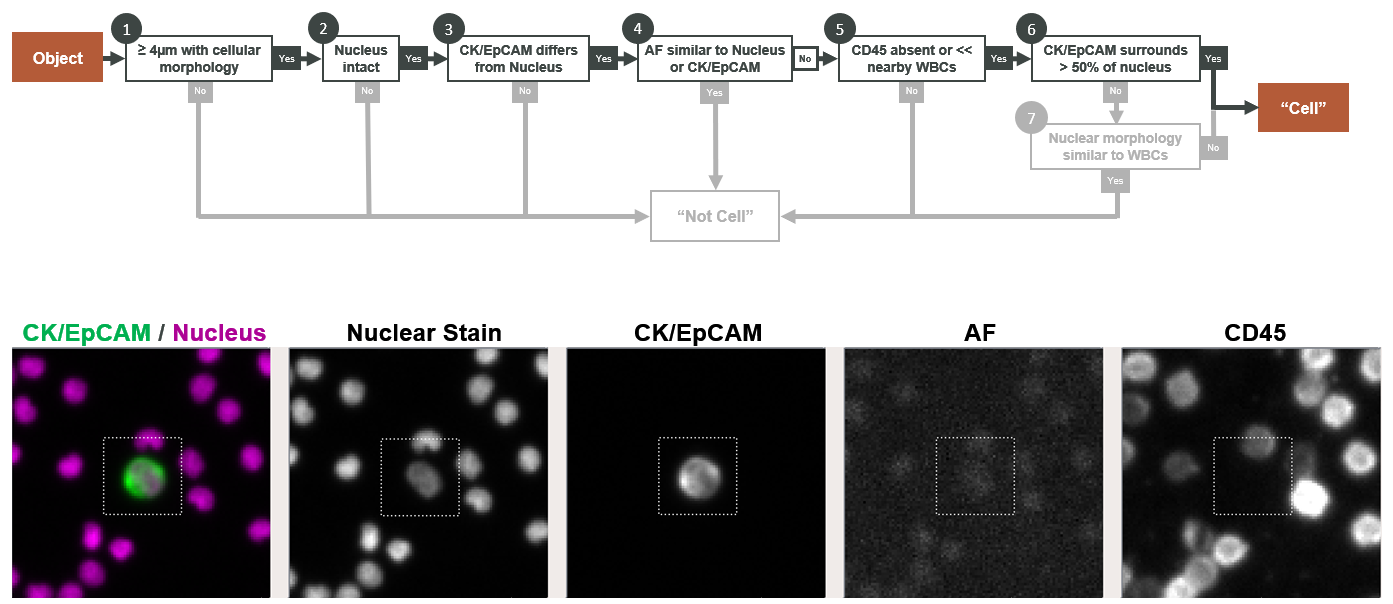 Object
1
≥ 4µm with cellular
morphology
Yes
No
2
Nucleus
intact
Yes
No
3
CK/EpCAM differs
from Nucleus
Yes
No
4
AF similar to Nucleus
or CK/EpCAM
No
Yes
5
CD45 absent or <<
nearby WBCs
Yes
No
6
CK/EpCAM surrounds
> 50% of nucleus
Yes
No
7
Nuclear morphology
similar to WBCs
No
Yes
“Cell”
“Not Cell”
CK/EpCAM / Nucleus
Nuclear Stain
CK/EpCAM
AF
CD45